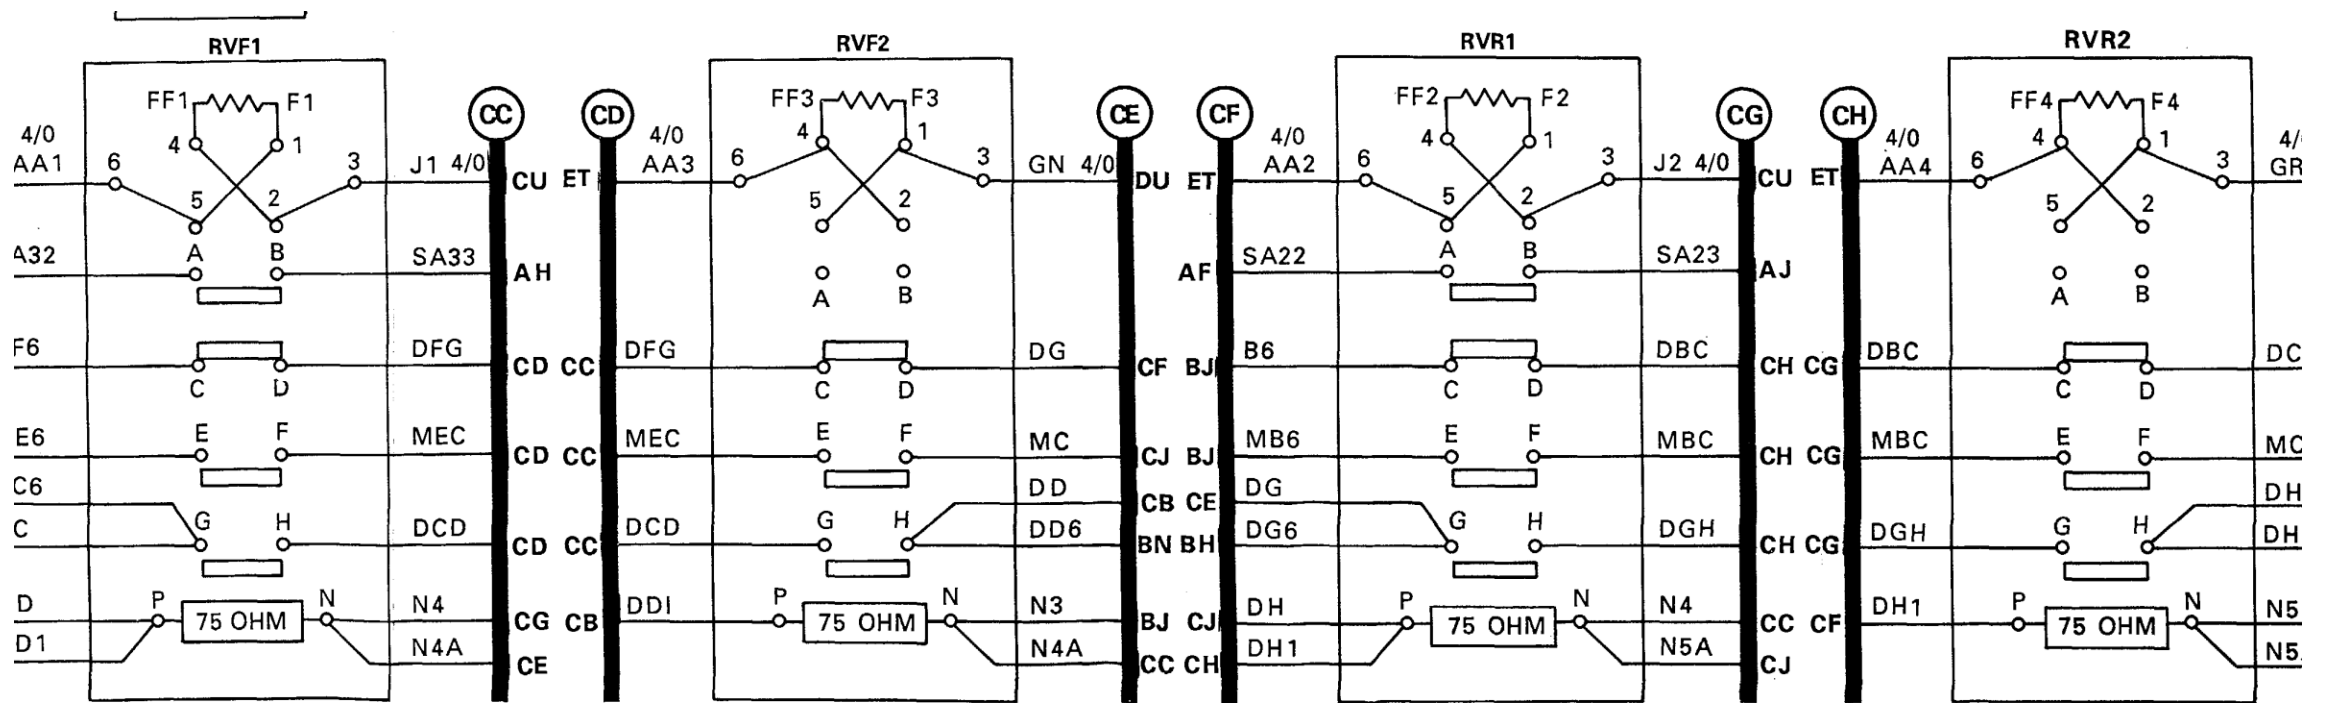 RVF1 RVF2 RVR1 RVR2
FF1 F1 CC CD FF3 F3 CE CF FF2 F2 CG CH FF4 F4
4/0 4 1 4/0 4 1 4/0 4 1 4/0 4 1
AA1 6 3 J1 4/0 CU ET AA3 6 3 GN 4/0 DU ET AA2 6 3 J2 4/0 CU ET AA4 6 3 GR
5 2 5 2 5 2 5 2
A32 A B SA33 AH AF SA22 A B SA23 AJ
A B A B
F6 DFG CD CC DFG DG CF BJ B6 DBC CH CG DBC DC
C D C D C D C D
E6 E F MEC CD CC MEC E F MC CJ BJ MB6 E F MBC CH CG MBC E F MC
C6 DD CB CE DG DH
C G H DCD CD CC DCD G H DD6 BN BH DG6 G H DGH CH CG DGH G H DH
D P 75 OHM N N4 CG CB DDI P 75 OHM N N3 BJ CJ DH P 75 OHM N N4 CC CF DH1 P 75 OHM N N5
D1 N4A CE N4A CC CH DH1 N5A CJ N5